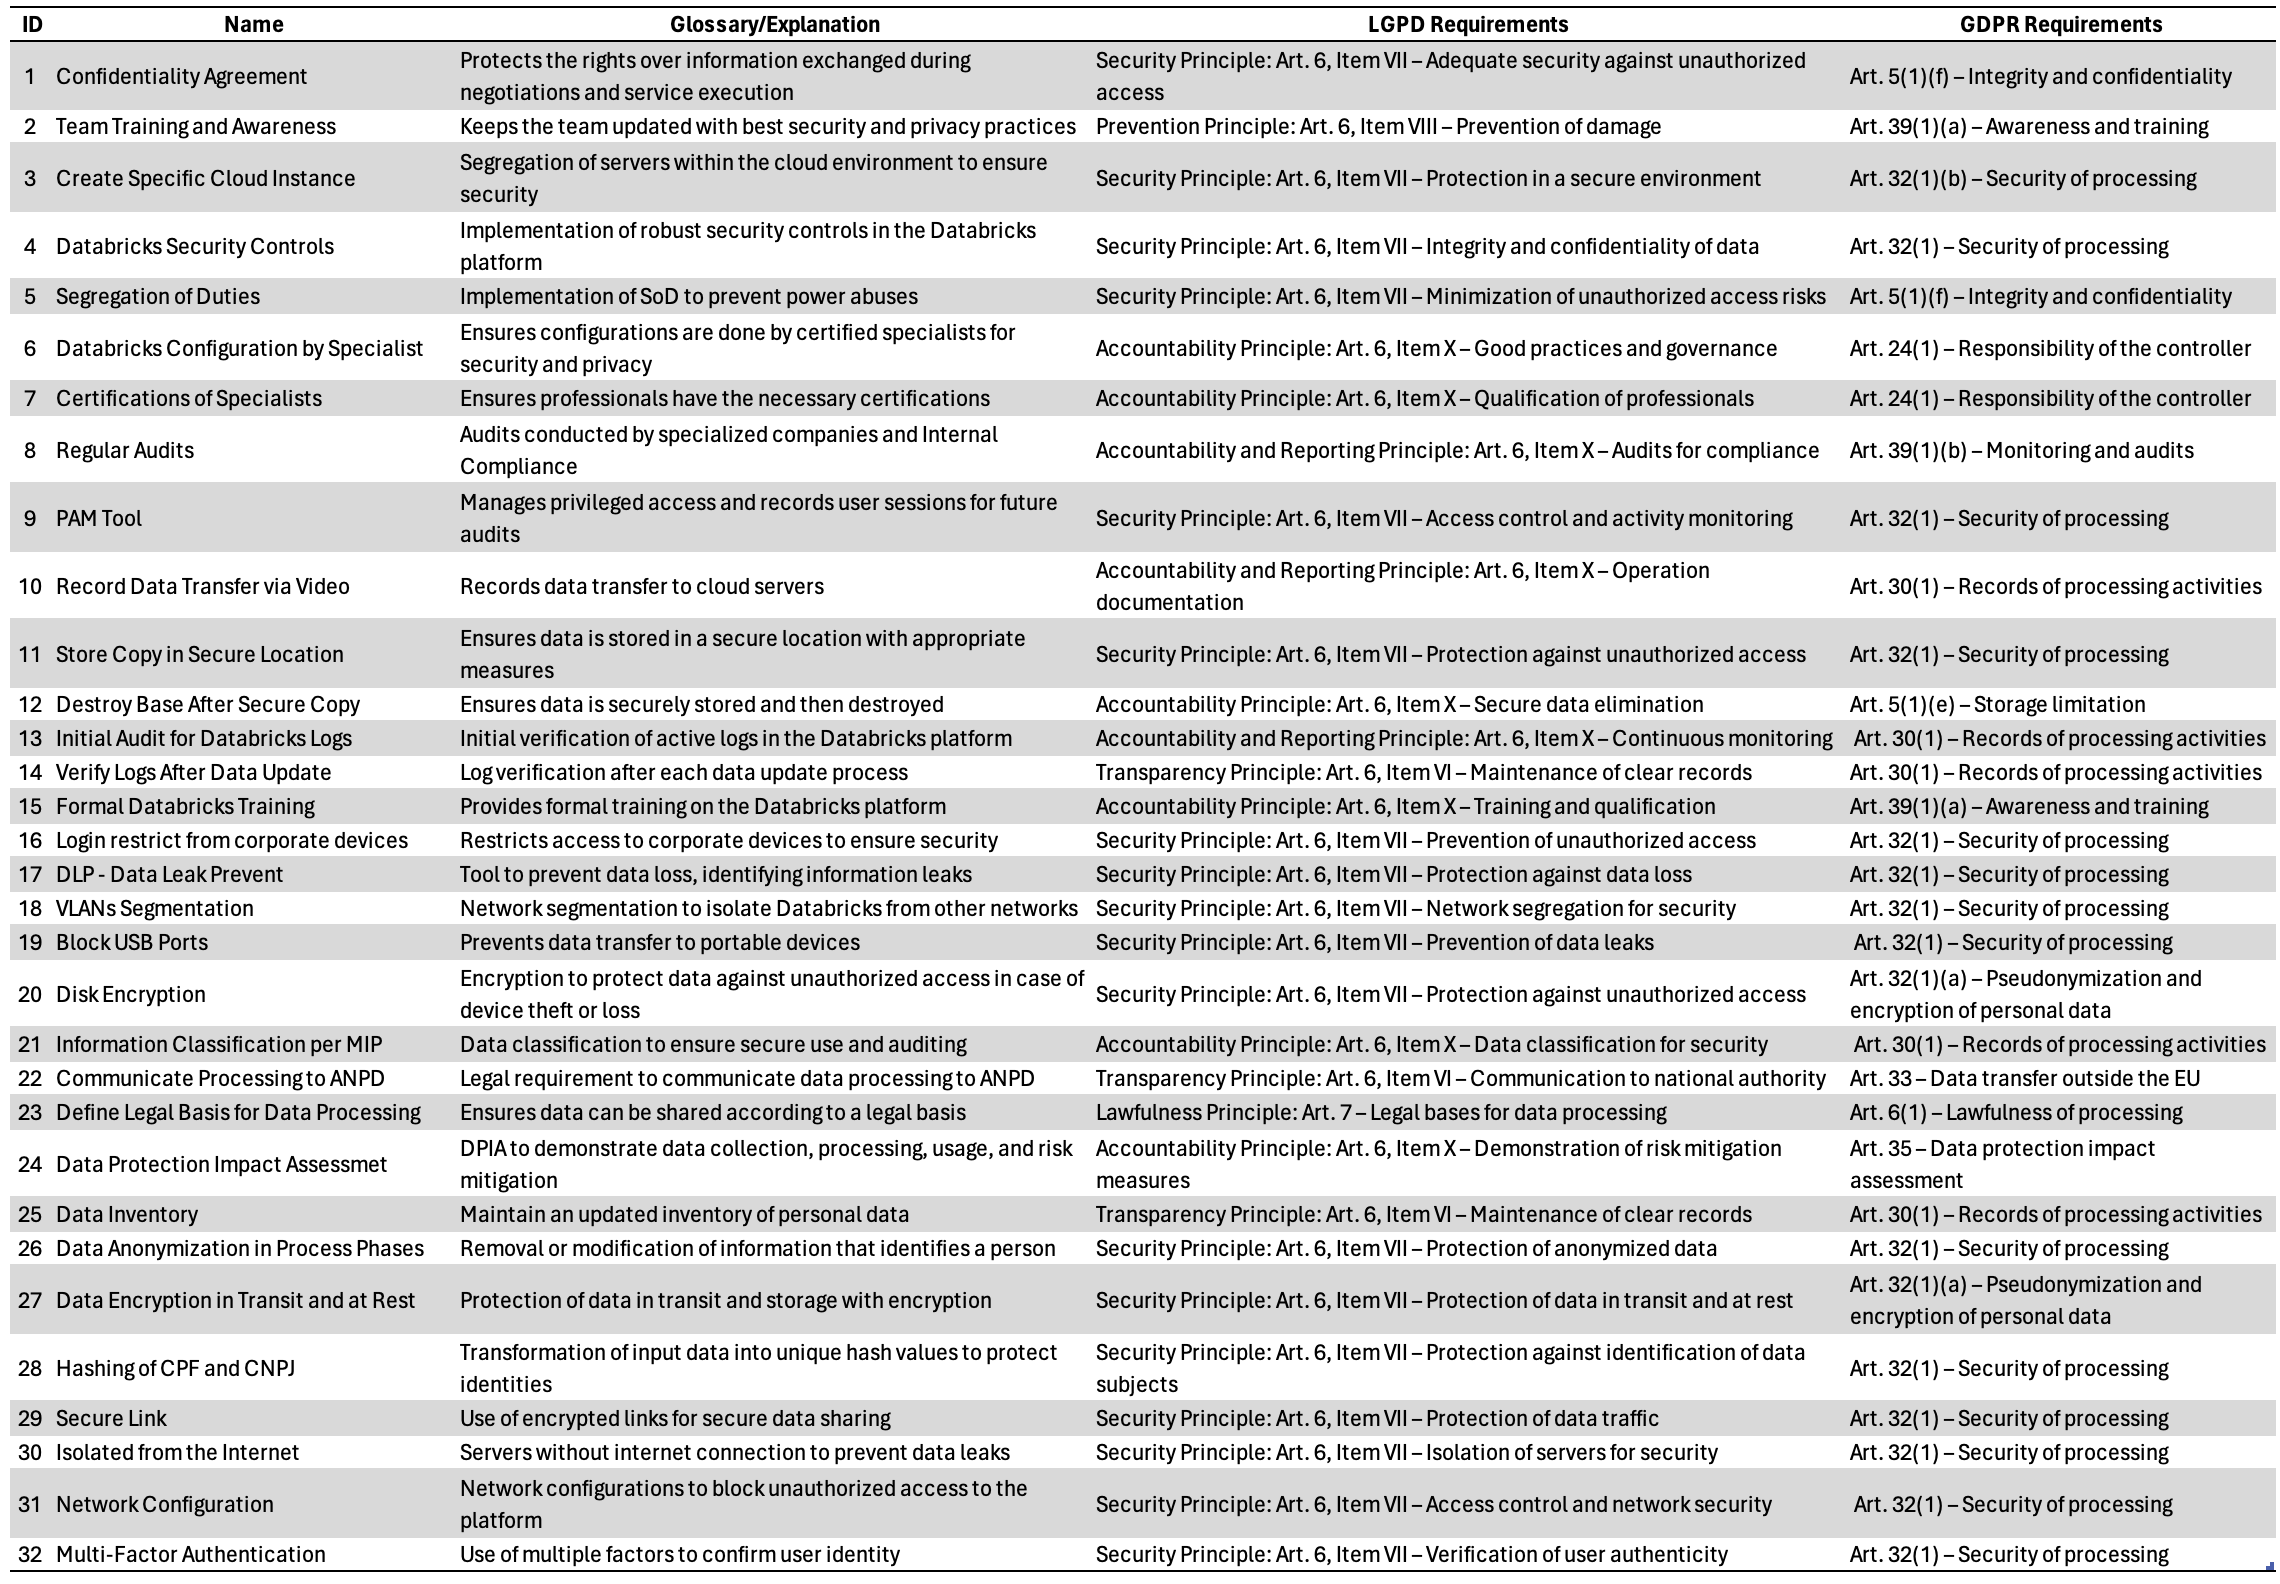 ID Name Glossary/Explanation LGPD Requirements GDPR Requirements
1 Confidentiality Agreement Protects the rights over information exchanged during negotiations and service execution Security Principle: Art. 6, Item VII – Adequate security against unauthorized access Art. 5(1)(f) – Integrity and confidentiality
2 Team Training and Awareness Keeps the team updated with best security and privacy practices Prevention Principle: Art. 6, Item VIII – Prevention of damage Art. 39(1)(a) – Awareness and training
3 Create Specific Cloud Instance Segregation of servers within the cloud environment to ensure security Security Principle: Art. 6, Item VII – Protection in a secure environment Art. 32(1)(b) – Security of processing
4 Databricks Security Controls Implementation of robust security controls in the Databricks platform Security Principle: Art. 6, Item VII – Integrity and confidentiality of data Art. 32(1) – Security of processing
5 Segregation of Duties Implementation of SoD to prevent power abuses Security Principle: Art. 6, Item VII – Minimization of unauthorized access risks Art. 5(1)(f) – Integrity and confidentiality
6 Databricks Configuration by Specialist Ensures configurations are done by certified specialists for security and privacy Accountability Principle: Art. 6, Item X – Good practices and governance Art. 24(1) – Responsibility of the controller
7 Certifications of Specialists Ensures professionals have the necessary certifications Accountability Principle: Art. 6, Item X – Qualification of professionals Art. 24(1) – Responsibility of the controller
8 Regular Audits Audits conducted by specialized companies and Internal Compliance Accountability and Reporting Principle: Art. 6, Item X – Audits for compliance Art. 39(1)(b) – Monitoring and audits
9 PAM Tool Manages privileged access and records user sessions for future audits Security Principle: Art. 6, Item VII – Access control and activity monitoring Art. 32(1) – Security of processing
10 Record Data Transfer via Video Records data transfer to cloud servers Accountability and Reporting Principle: Art. 6, Item X – Operation documentation Art. 30(1) – Records of processing activities
11 Store Copy in Secure Location Ensures data is stored in a secure location with appropriate measures Security Principle: Art. 6, Item VII – Protection against unauthorized access Art. 32(1) – Security of processing
12 Destroy Base After Secure Copy Ensures data is securely stored and then destroyed Accountability Principle: Art. 6, Item X – Secure data elimination Art. 5(1)(e) – Storage limitation
13 Initial Audit for Databricks Logs Initial verification of active logs in the Databricks platform Accountability and Reporting Principle: Art. 6, Item X – Continuous monitoring Art. 30(1) – Records of processing activities
14 Verify Logs After Data Update Log verification after each data update process Transparency Principle: Art. 6, Item VI – Maintenance of clear records Art. 30(1) – Records of processing activities
15 Formal Databricks Training Provides formal training on the Databricks platform Accountability Principle: Art. 6, Item X – Training and qualification Art. 39(1)(a) – Awareness and training
16 Login restrict from corporate devices Restricts access to corporate devices to ensure security Security Principle: Art. 6, Item VII – Prevention of unauthorized access Art. 32(1) – Security of processing
17 DLP - Data Leak Prevent Tool to prevent data loss, identifying information leaks Security Principle: Art. 6, Item VII – Protection against data loss Art. 32(1) – Security of processing
18 VLANs Segmentation Network segmentation to isolate Databricks from other networks Security Principle: Art. 6, Item VII – Network segregation for security Art. 32(1) – Security of processing
19 Block USB Ports Prevents data transfer to portable devices Security Principle: Art. 6, Item VII – Prevention of data leaks Art. 32(1) – Security of processing
20 Disk Encryption Encryption to protect data against unauthorized access in case of device theft or loss Security Principle: Art. 6, Item VII – Protection against unauthorized access Art. 32(1)(a) – Pseudonymization and encryption of personal data
21 Information Classification per MIP Data classification to ensure secure use and auditing Accountability Principle: Art. 6, Item X – Data classification for security Art. 30(1) – Records of processing activities
22 Communicate Processing to ANPD Legal requirement to communicate data processing to ANPD Transparency Principle: Art. 6, Item VI – Communication to national authority Art. 33 – Data transfer outside the EU
23 Define Legal Basis for Data Processing Ensures data can be shared according to a legal basis Lawfulness Principle: Art. 7 – Legal bases for data processing Art. 6(1) – Lawfulness of processing
24 Data Protection Impact Assessmet DPIA to demonstrate data collection, processing, usage, and risk mitigation Accountability Principle: Art. 6, Item X – Demonstration of risk mitigation measures Art. 35 – Data protection impact assessment
25 Data Inventory Maintain an updated inventory of personal data Transparency Principle: Art. 6, Item VI – Maintenance of clear records Art. 30(1) – Records of processing activities
26 Data Anonymization in Process Phases Removal or modification of information that identifies a person Security Principle: Art. 6, Item VII – Protection of anonymized data Art. 32(1) – Security of processing
27 Data Encryption in Transit and at Rest Protection of data in transit and storage with encryption Security Principle: Art. 6, Item VII – Protection of data in transit and at rest Art. 32(1)(a) – Pseudonymization and encryption of personal data
28 Hashing of CPF and CNPJ Transformation of input data into unique hash values to protect identities Security Principle: Art. 6, Item VII – Protection against identification of data subjects Art. 32(1) – Security of processing
29 Secure Link Use of encrypted links for secure data sharing Security Principle: Art. 6, Item VII – Protection of data traffic Art. 32(1) – Security of processing
30 Isolated from the Internet Servers without internet connection to prevent data leaks Security Principle: Art. 6, Item VII – Isolation of servers for security Art. 32(1) – Security of processing
31 Network Configuration Network configurations to block unauthorized access to the platform Security Principle: Art. 6, Item VII – Access control and network security Art. 32(1) – Security of processing
32 Multi-Factor Authentication Use of multiple factors to confirm user identity Security Principle: Art. 6, Item VII – Verification of user authenticity Art. 32(1) – Security of processing